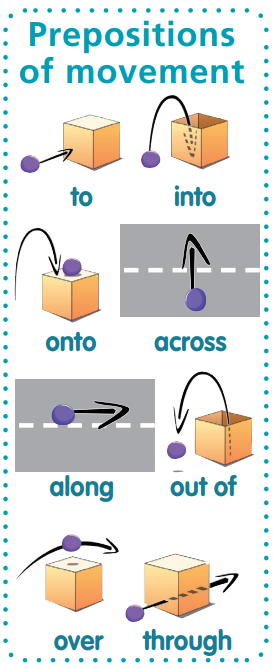 Prepositions
of movement
to
into
onto
across
along
out of
over
through